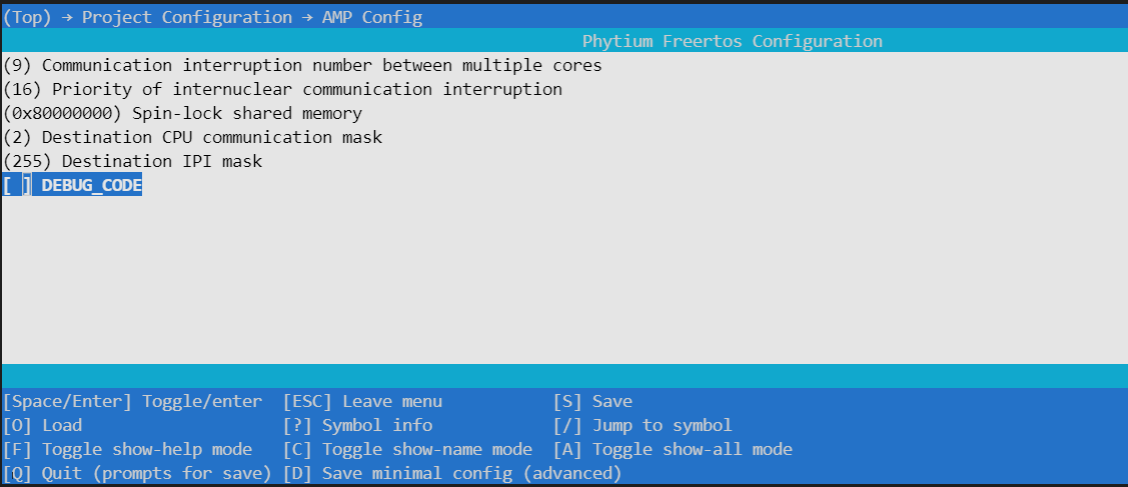 (Top) → Project Configuration → AMP Config
Phytium Freertos Configuration
(9) Communication interruption number between multiple cores
(16) Priority of internuclear communication interruption
(0x80000000) Spin-lock shared memory
(2) Destination CPU communication mask
(255) Destination IPI mask
[ ] DEBUG_CODE
[Space/Enter] Toggle/enter [ESC] Leave menu [S] Save
[O] Load [?] Symbol info [/] Jump to symbol
[F] Toggle show-help mode [C] Toggle show-name mode [A] Toggle show-all mode
[Q] Quit (prompts for save) [D] Save minimal config (advanced)